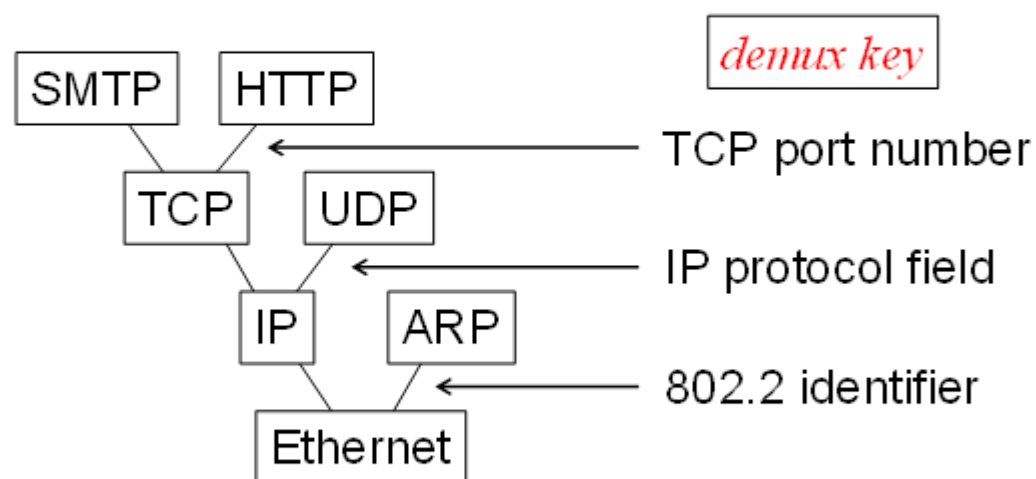 demux key
SMTP HTTP
TCP port number
TCP UDP
IP protocol field
IP ARP
802.2 identifier
Ethernet